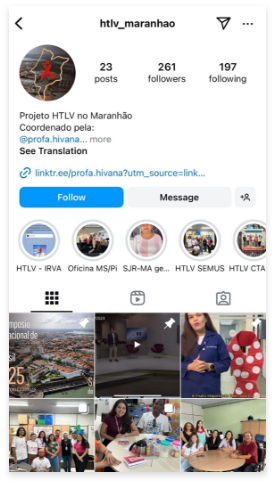 htlv_maranhao
23 261 197
posts followers following
Projeto HTLV no Maranhão
Coordenado pela:
@profa.hivana... more
See Translation
linktr.ee/profa.hivana?utm_source=link...
Follow Message
HTLV - IRVA Oficina MS/Pi SJR-MA ge... HTLV SEMUS HTLV CTA
mposio
nacional de
sil
25